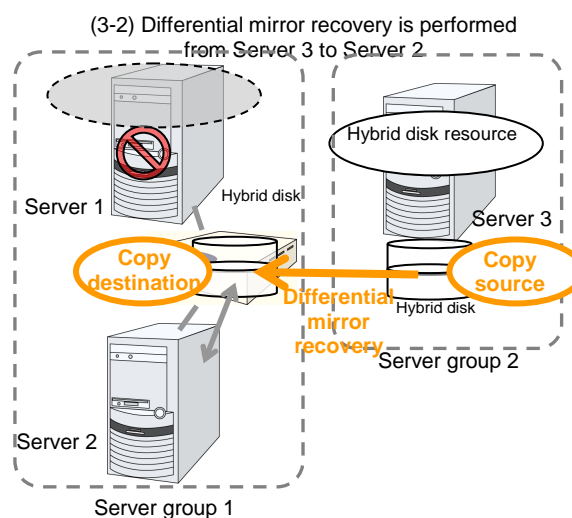 (3-2) Differential mirror recovery is performed
from Server 3 to Server 2
Hybrid disk resource
Server 1
Hybrid disk
Server 3
Copy
destination
Copy
source
Differential
mirror
recovery
Hybrid disk
Server group 2
Server 2
Server group 1